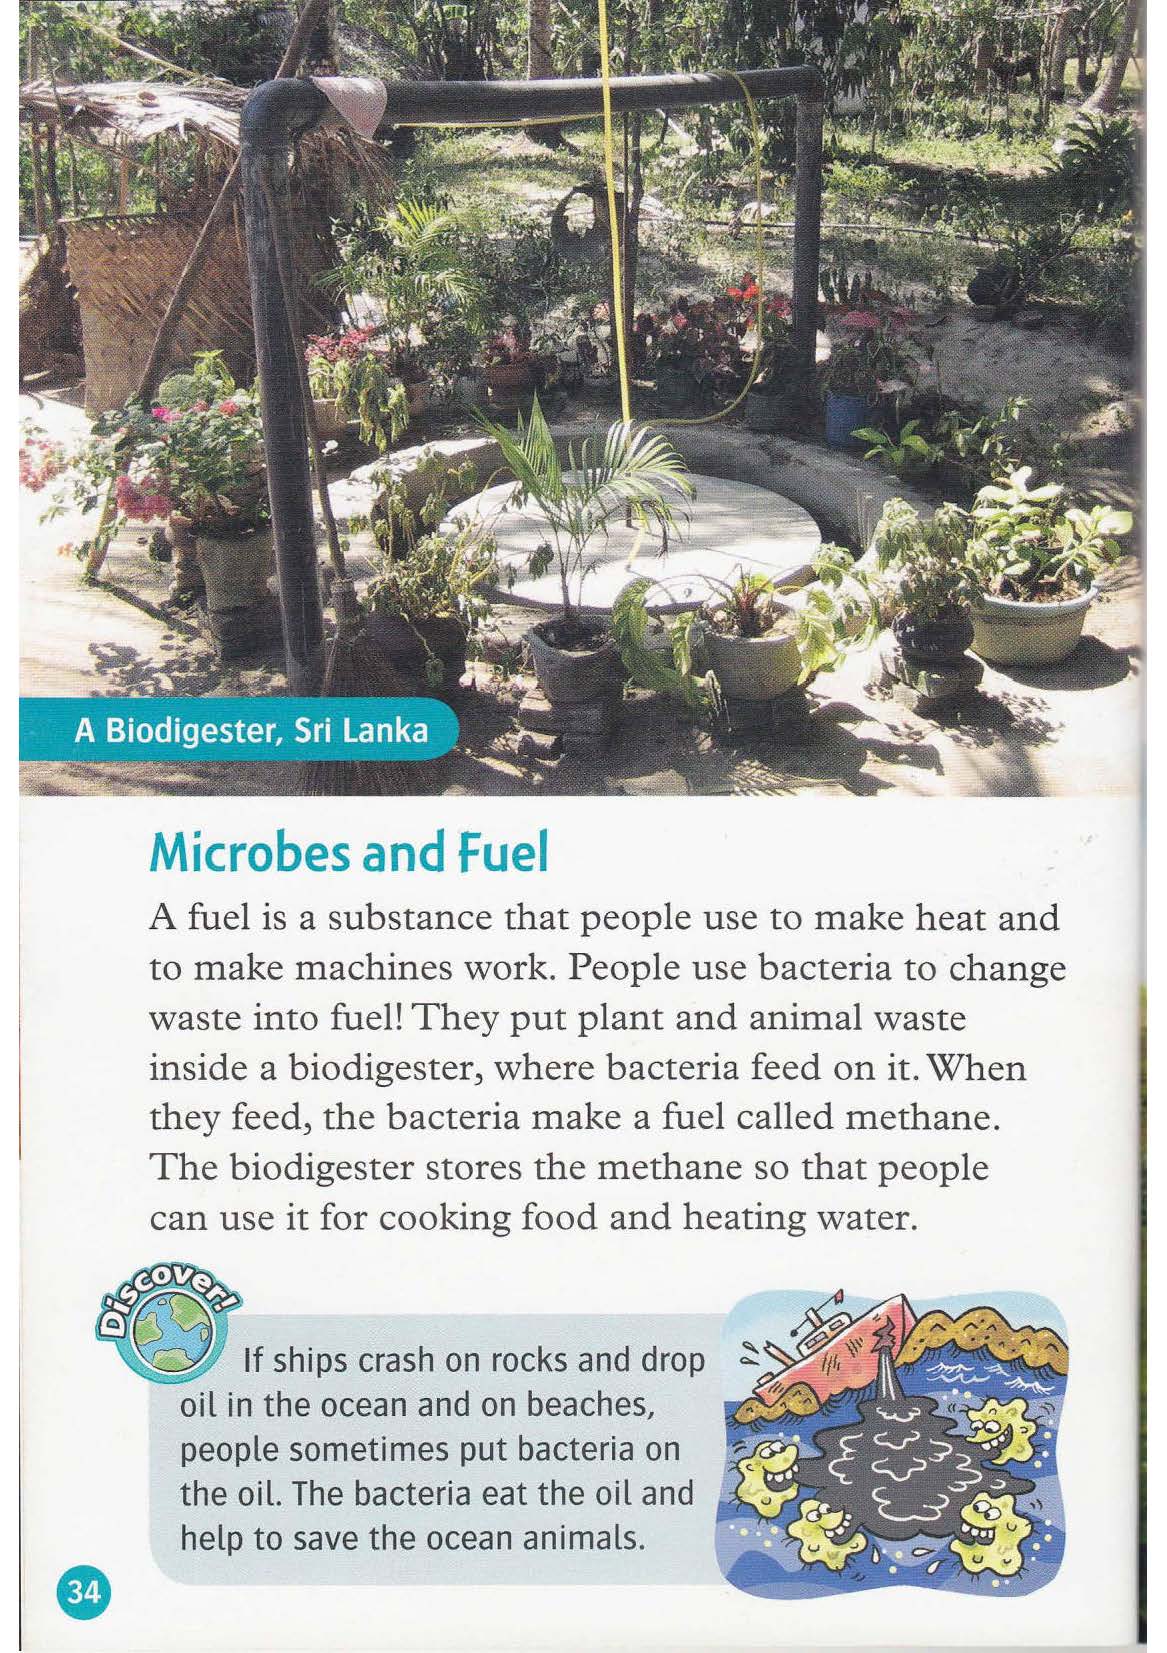 A Biodigester, Sri Lanka
Microbes and Fuel
A fuel is a substance that people use to make heat and
to make machines work. People use bacteria to change
waste into fuel! They put plant and animal waste
inside a biodigester, where bacteria feed on it. When
they feed, the bacteria make a fuel called methane.
The biodigester stores the methane so that people
can use it for cooking food and heating water.
Discover!
If ships crash on rocks and drop
oil in the ocean and on beaches,
people sometimes put bacteria on
the oil. The bacteria eat the oil and
help to save the ocean animals.
34